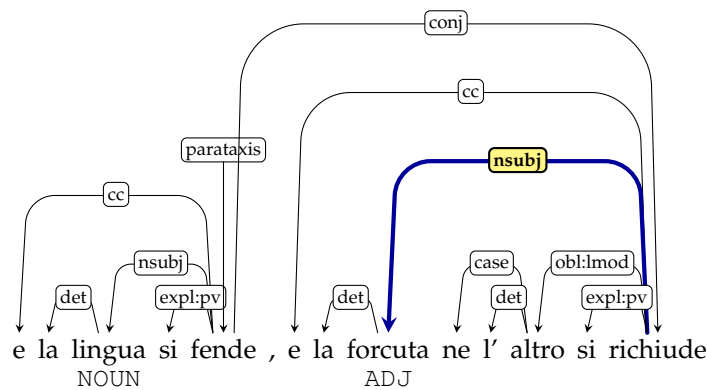 conj
cc
parataxis
nsubj
cc
nsubj case obl:lmod
det expl:pv det det expl:pv
e la lingua si fende , e la forcuta ne l’ altro si richiude
NOUN ADJ